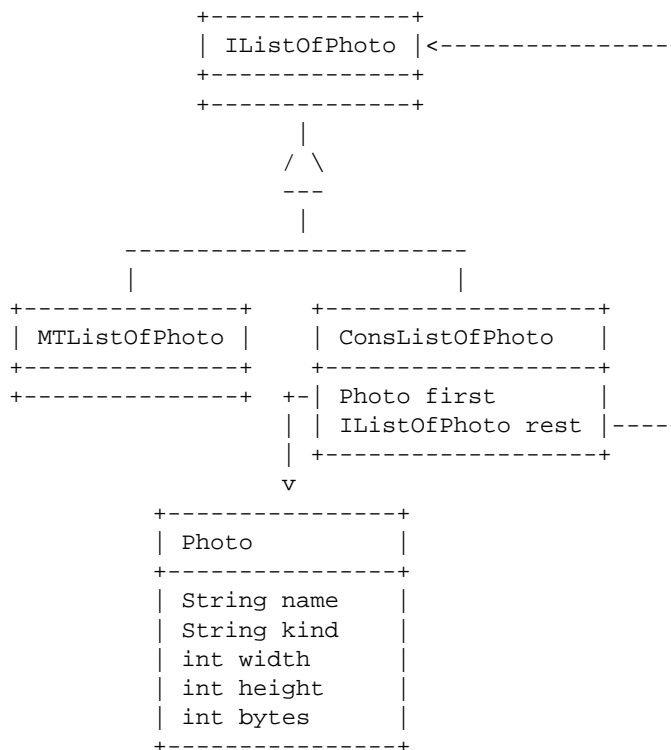 IListOfPhoto
MTListOfPhoto
ConsListOfPhoto
Photo first
IListOfPhoto rest
Photo
String name
String kind
int width
int height
int bytes